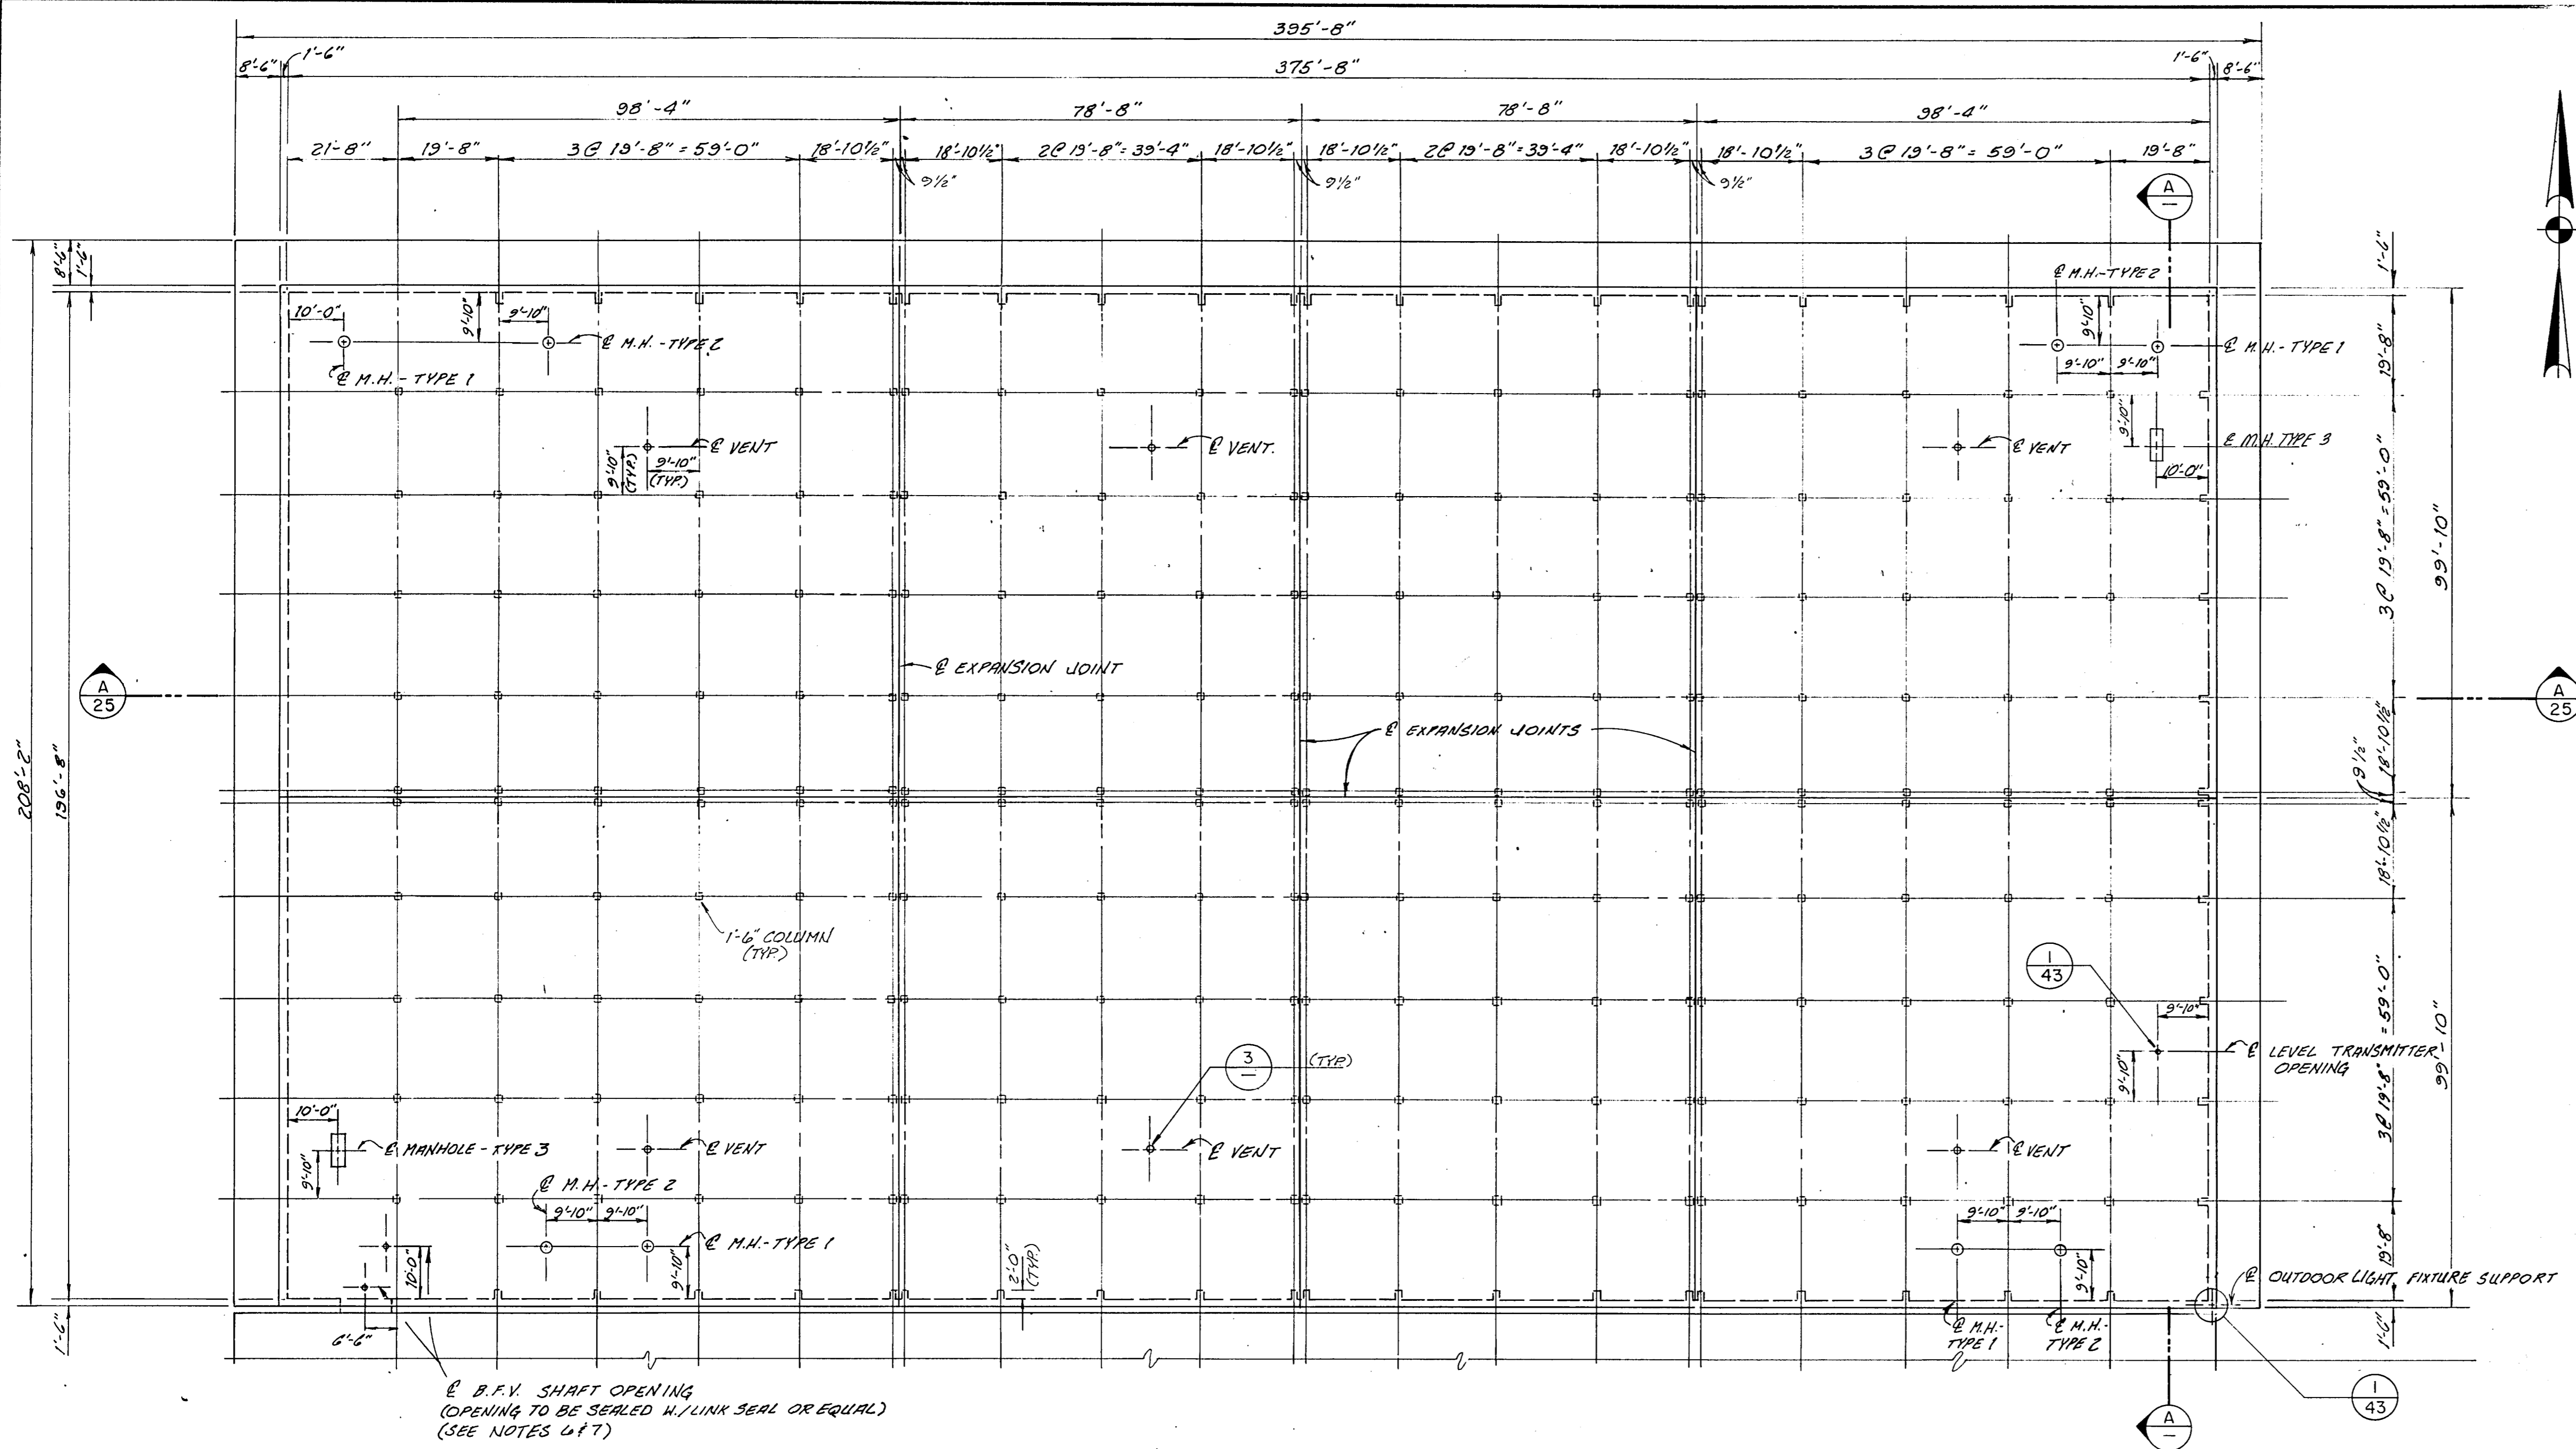 395'-8"
8'-6" 1'-6" 375'-8" 1'-6" 8'-6"
98'-4" 78'-8" 78'-8" 98'-4"
21'-8" 19'-8" 3@ 19'-8" = 59'-0" 18'-10½" 18'-10½" 2@ 19'-8" = 39'-4" 18'-10½" 18'-10½" 2@ 19'-8" = 39'-4" 18'-10½" 18'-10½" 3@ 19'-8" = 59'-0" 19'-8"
9½" 9½" 9½"
A
—
8'-6" 1'-6" 1'-6"
℄ M.H.-TYPE 2
10'-0" 9'-10" 9'-10" 9'-10"
℄ M.H. - TYPE 2 ℄ M.H. - TYPE 1
9'-10" 9'-10"
℄ M.H. - TYPE 1
19'-8"
9'-10"
℄ VENT ℄ VENT. ℄ VENT ℄ M.H. TYPE 3
9'-10" (TYP.) 9'-10" (TYP.) 10'-0"
3@ 19'-8" = 59'-0"
99'-10"
℄ EXPANSION JOINT
A
25
A
25
℄ EXPANSION JOINTS
208'-2"
196'-8"
9½"
18'-10½"
18'-10½"
1'-6" COLUMN
(TYP.)
1
43
3@ 19'-8" = 59'-0"
99'-10"
9'-10"
3
—
(TYP.)
℄ LEVEL TRANSMITTER
OPENING
9'-10"
10'-0"
℄ MANHOLE - TYPE 3 ℄ VENT ℄ VENT ℄ VENT
9'-10"
℄ M.H. - TYPE 2
9'-10" 9'-10" 9'-10" 9'-10"
℄ M.H. - TYPE 1
10'-0" 9'-10" 2'-0" (TYP.) 9'-10" 19'-8"
℄ OUTDOOR LIGHT FIXTURE SUPPORT
1'-6" 6'-6" 1'-6"
℄ M.H.-
TYPE 1
℄ M.H.-
TYPE 2
℄ B.F.V. SHAFT OPENING
(OPENING TO BE SEALED W./LINK SEAL OR EQUAL)
(SEE NOTES 6 & 7)
1
43
A
—